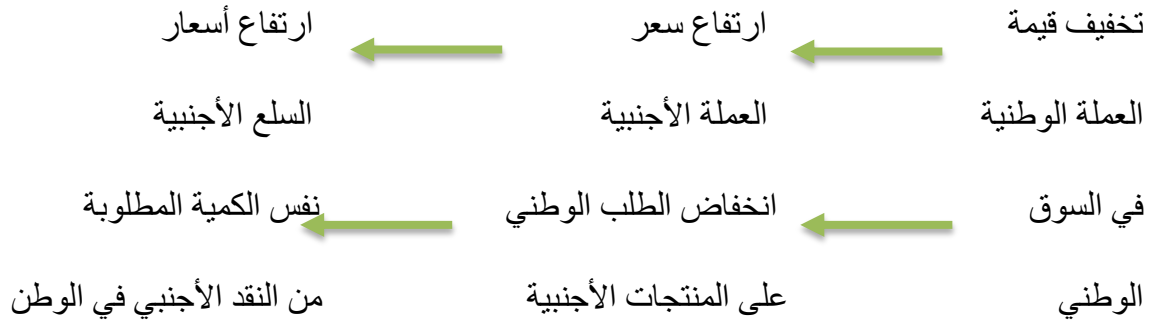 تخفيف قيمة ارتفاع سعر ارتفاع أسعار
العملة الوطنية العملة الأجنبية السلع الأجنبية
في السوق انخفاض الطلب الوطني نفس الكمية المطلوبة
الوطني على المنتجات الأجنبية من النقد الأجنبي في الوطن